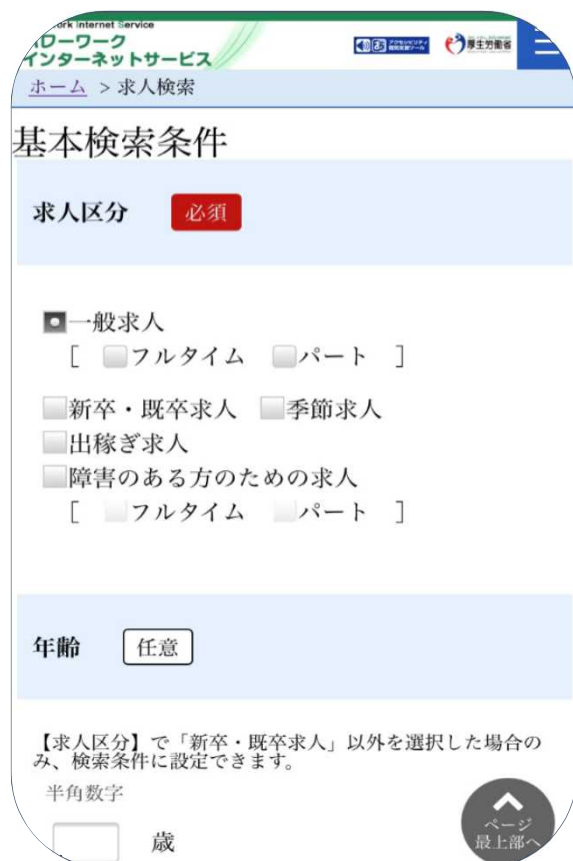 ork Internet Service
ローワーク
インターネットサービス
厚生労働省
ホーム > 求人検索
基本検索条件
求人区分 必須
一般求人
[ フルタイム パート ]
新卒・既卒求人 季節求人
出稼ぎ求人
障害のある方のための求人
[ フルタイム パート ]
年齢 任意
【求人区分】で「新卒・既卒求人」以外を選択した場合の
み、検索条件に設定できます。
半角数字
歳
ページ
最上部へ